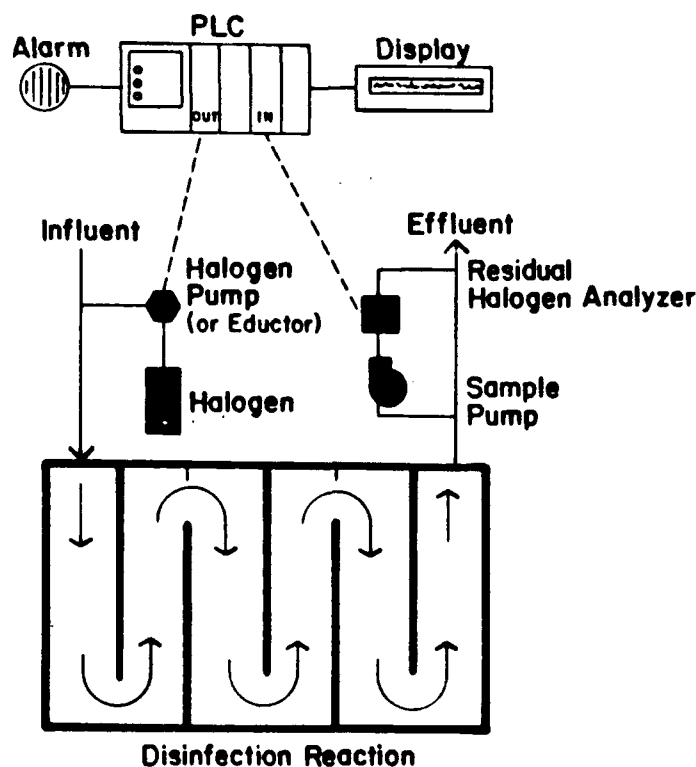 PLC
Alarm
Display
OUT
IN
Influent
Effluent
Halogen
Pump
(or Eductor)
Residual
Halogen Analyzer
Halogen
Sample
Pump
Disinfection Reaction